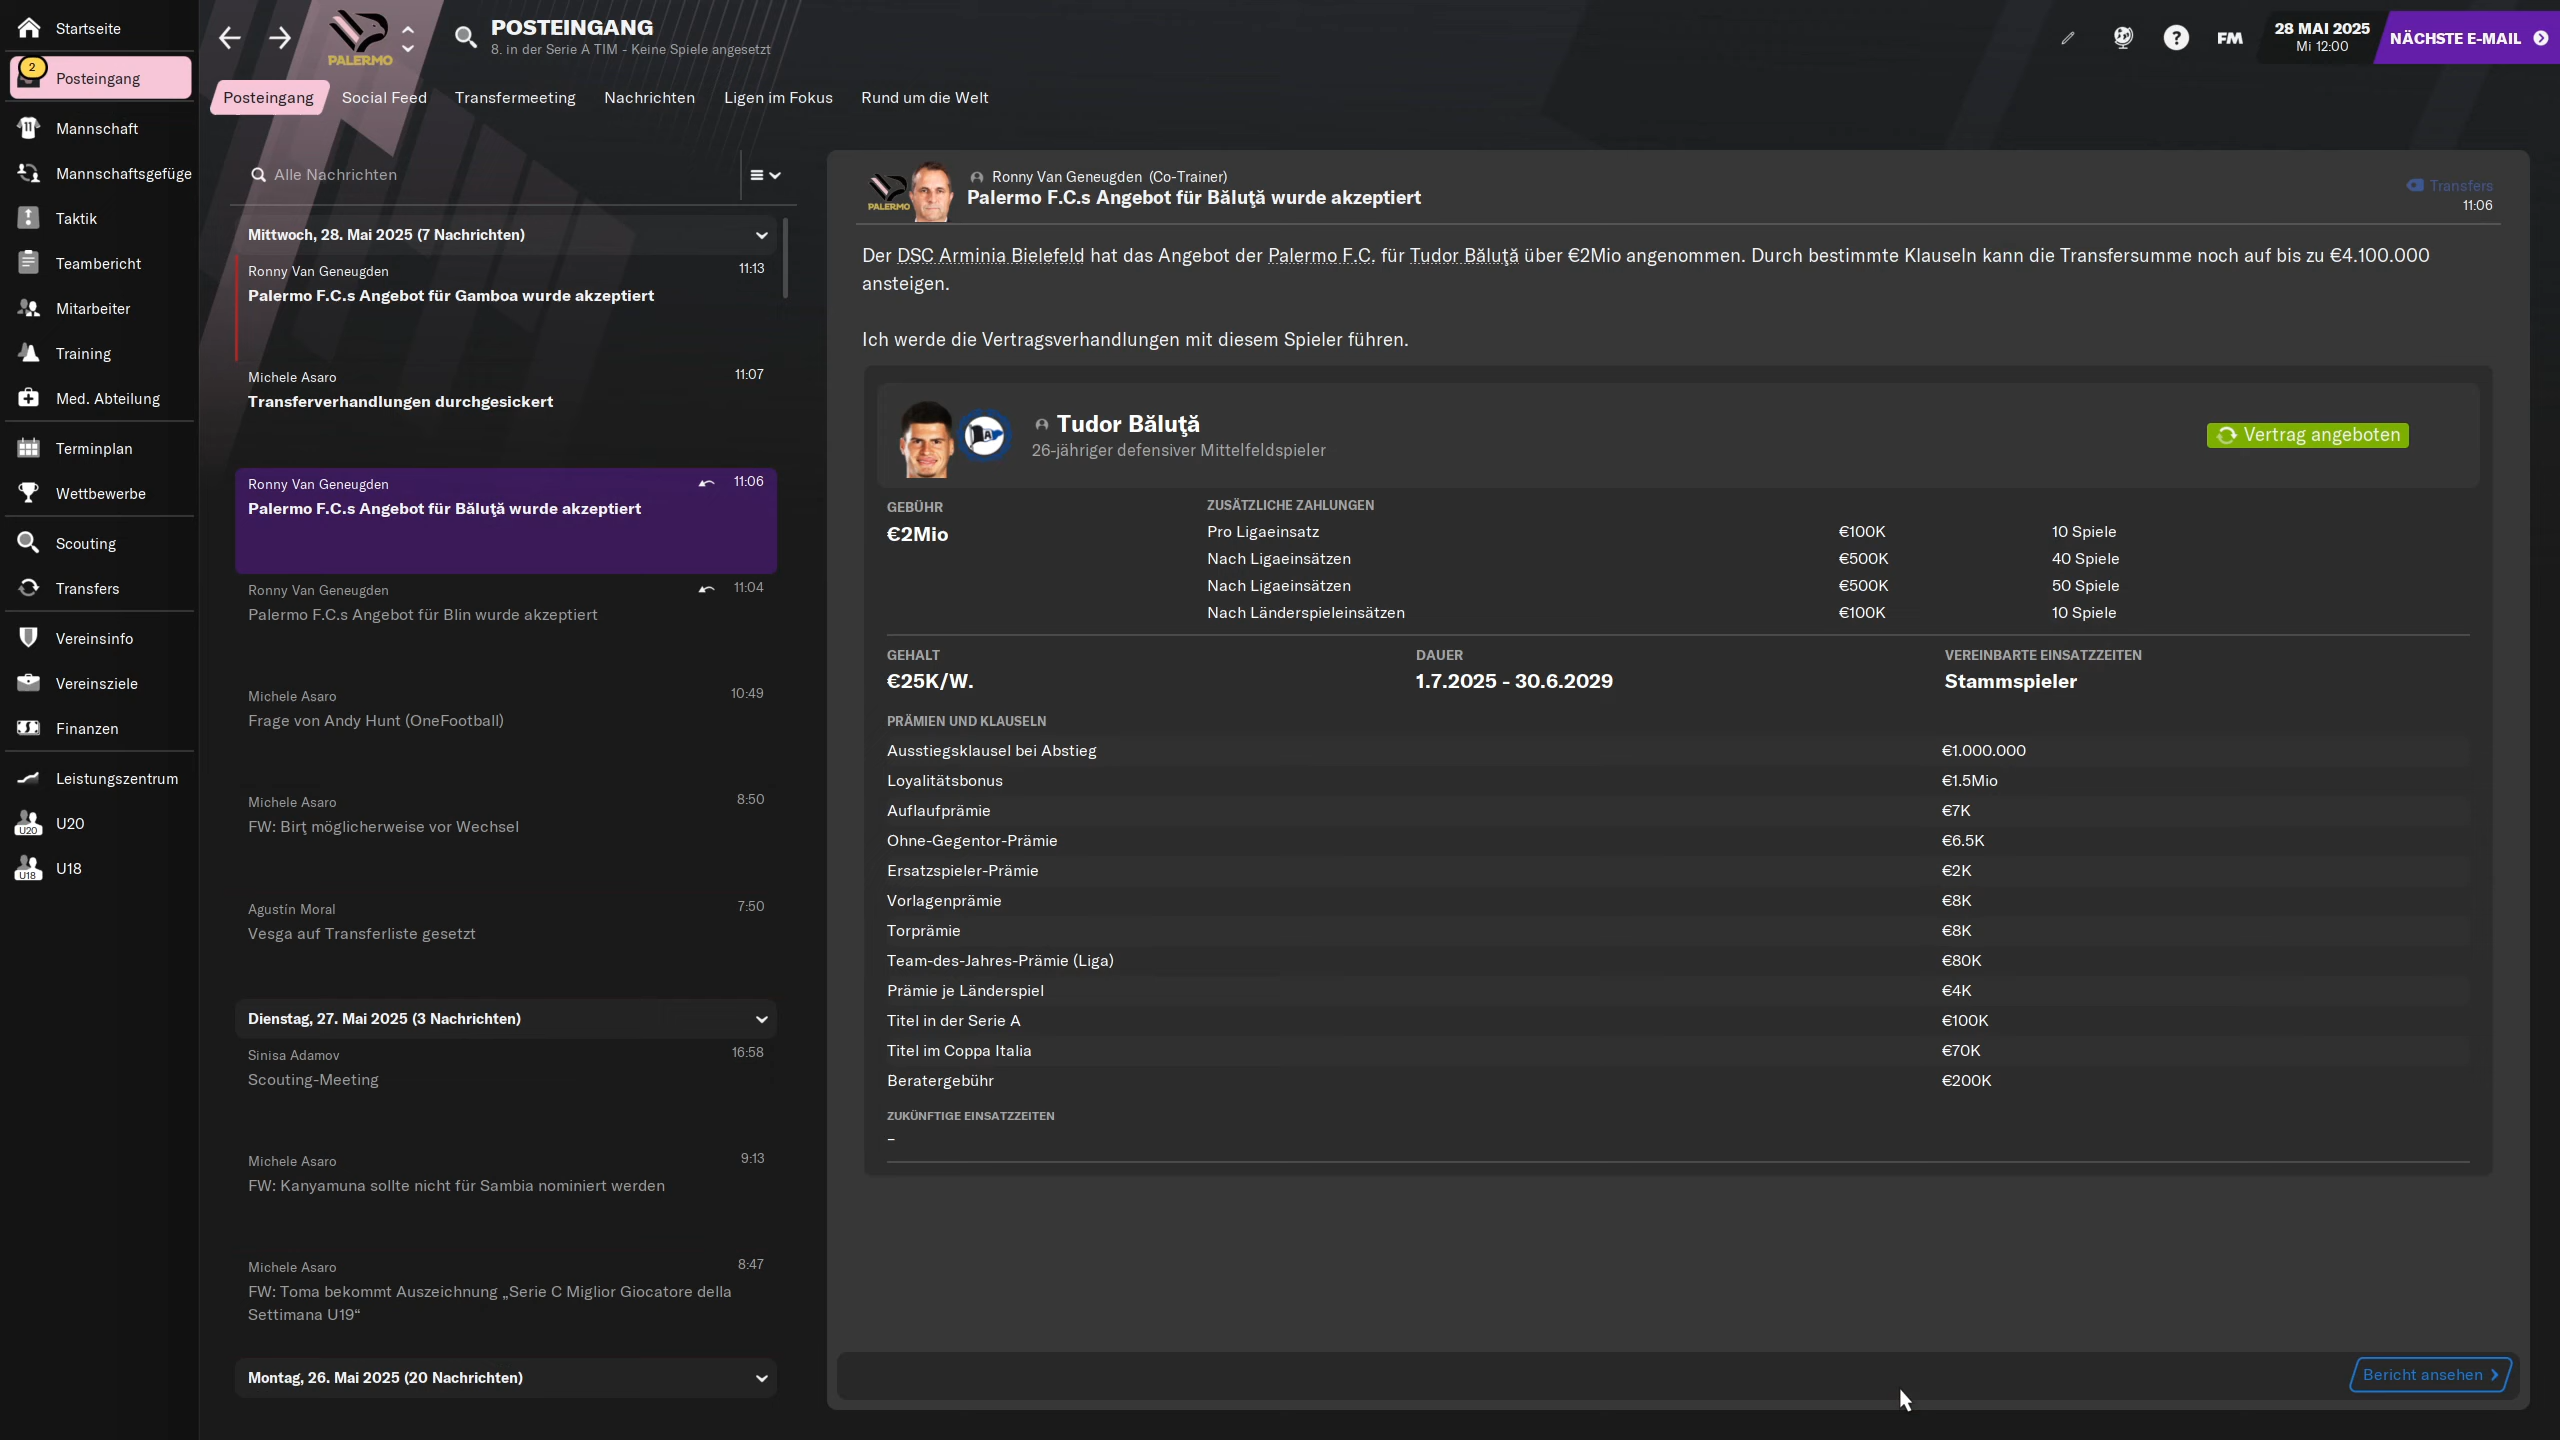 Startseite
2
Posteingang
Mannschaft
Mannschaftsgefüge
Taktik
Teambericht
Mitarbeiter
Training
Med. Abteilung
Terminplan
Wettbewerbe
Scouting
Transfers
Vereinsinfo
Vereinsziele
Finanzen
Leistungszentrum
U20
U20
U18
U18
PALERMO
POSTEINGANG
8. in der Serie A TIM - Keine Spiele angesetzt
FM
28 MAI 2025
Mi 12:00
NÄCHSTE E-MAIL
Posteingang
Social Feed
Transfermeeting
Nachrichten
Ligen im Fokus
Rund um die Welt
Alle Nachrichten
Mittwoch, 28. Mai 2025 (7 Nachrichten)
Ronny Van Geneugden 11:13
Palermo F.C.s Angebot für Gamboa wurde akzeptiert
Michele Asaro 11:07
Transferverhandlungen durchgesickert
Ronny Van Geneugden 11:06
Palermo F.C.s Angebot für Băluţă wurde akzeptiert
Ronny Van Geneugden 11:04
Palermo F.C.s Angebot für Blin wurde akzeptiert
Michele Asaro 10:49
Frage von Andy Hunt (OneFootball)
Michele Asaro 8:50
FW: Birţ möglicherweise vor Wechsel
Agustín Moral 7:50
Vesga auf Transferliste gesetzt
Dienstag, 27. Mai 2025 (3 Nachrichten)
Sinisa Adamov 16:58
Scouting-Meeting
Michele Asaro 9:13
FW: Kanyamuna sollte nicht für Sambia nominiert werden
Michele Asaro 8:47
FW: Toma bekommt Auszeichnung „Serie C Miglior Giocatore della
Settimana U19“
Montag, 26. Mai 2025 (20 Nachrichten)
PALERMO
Ronny Van Geneugden (Co-Trainer)
Palermo F.C.s Angebot für Băluţă wurde akzeptiert
Transfers
11:06
Der DSC Arminia Bielefeld hat das Angebot der Palermo F.C. für Tudor Băluţă über €2Mio angenommen. Durch bestimmte Klauseln kann die Transfersumme noch auf bis zu €4.100.000
ansteigen.
Ich werde die Vertragsverhandlungen mit diesem Spieler führen.
Tudor Băluţă
26-jähriger defensiver Mittelfeldspieler
Vertrag angeboten
GEBÜHR
€2Mio
ZUSÄTZLICHE ZAHLUNGEN
Pro Ligaeinsatz €100K 10 Spiele
Nach Ligaeinsätzen €500K 40 Spiele
Nach Ligaeinsätzen €500K 50 Spiele
Nach Länderspieleinsätzen €100K 10 Spiele
GEHALT DAUER VEREINBARTE EINSATZZEITEN
€25K/W. 1.7.2025 - 30.6.2029 Stammspieler
PRÄMIEN UND KLAUSELN
Ausstiegsklausel bei Abstieg €1.000.000
Loyalitätsbonus €1.5Mio
Auflaufprämie €7K
Ohne-Gegentor-Prämie €6.5K
Ersatzspieler-Prämie €2K
Vorlagenprämie €8K
Torprämie €8K
Team-des-Jahres-Prämie (Liga) €80K
Prämie je Länderspiel €4K
Titel in der Serie A €100K
Titel im Coppa Italia €70K
Beratergebühr €200K
ZUKÜNFTIGE EINSATZZEITEN
–
Bericht ansehen